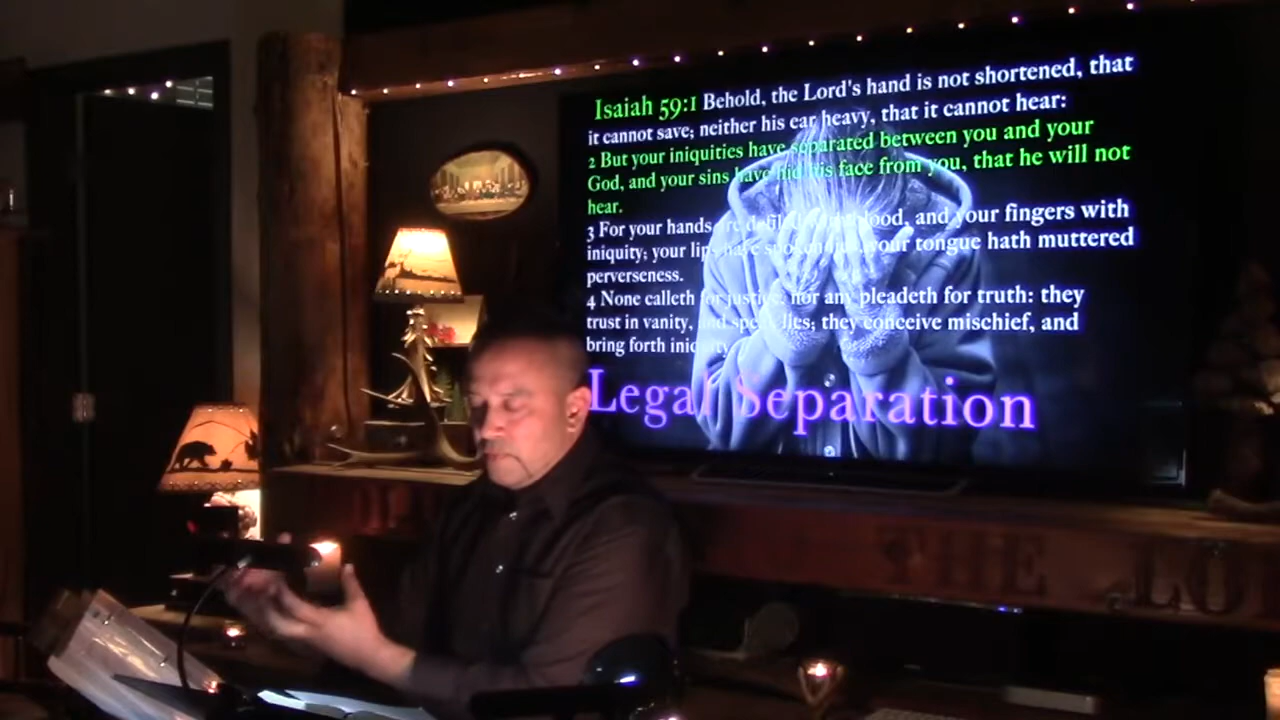 Isaiah 59:1 Behold, the Lord's hand is not shortened, that
it cannot save; neither his ear heavy, that it cannot hear:
2 But your iniquities have separated between you and your
God, and your sins have hid his face from you, that he will not
hear.
3 For your hands are defiled blood, and your fingers with
iniquity; your lips have spoken your tongue hath muttered
perverseness.
4 None calleth for justice, nor any pleadeth for truth: they
trust in vanity, and speak lies; they conceive mischief, and
bring forth
Legal Separation
THE